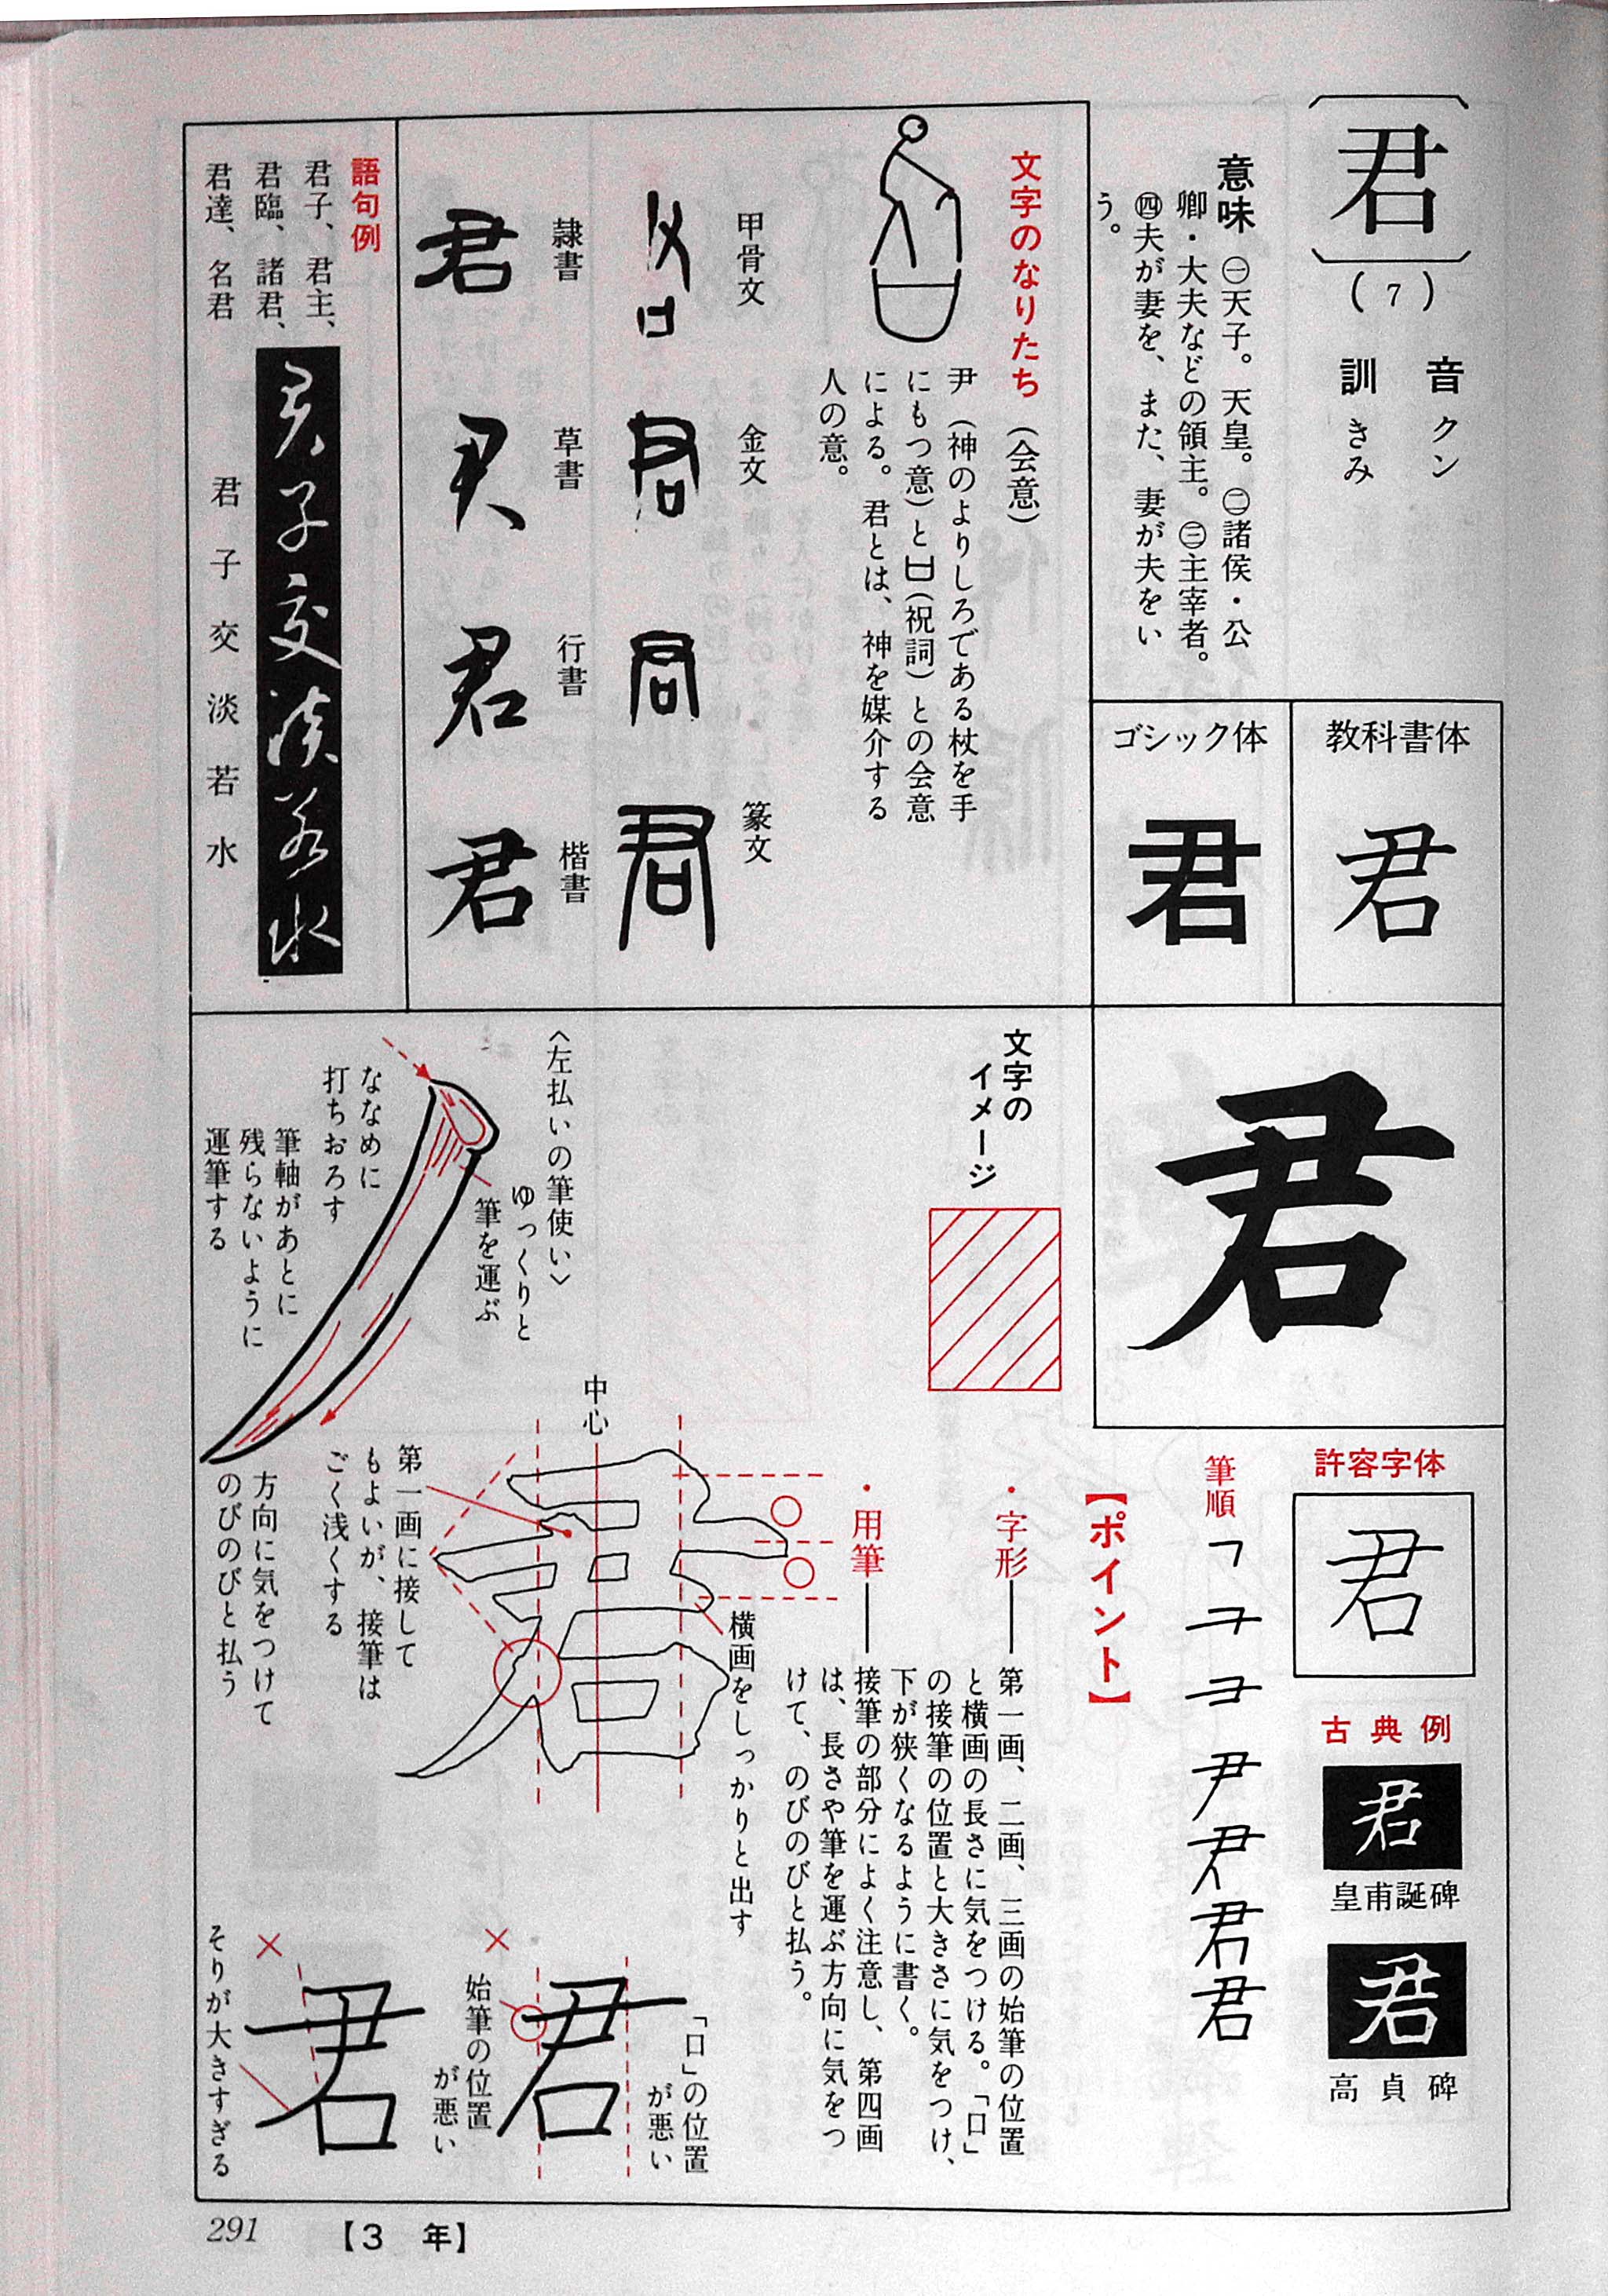 君
(7)
音 クン
訓 きみ
意味 ㊀天子。天皇。㊁諸侯・公
卿・大夫などの領主。㊂主宰者。
㊃夫が妻を、また、妻が夫をい
う。
教科書体
君
ゴシック体
君
文字のなりたち (会意)
尹(神のよりしろである杖を手
にもつ意)と㠯(祝詞)との会意
による。君とは、神を媒介する
人の意。
甲骨文
金文
篆文
君
隷書
君
草書
君
行書
君
楷書
君
語句例
君子、君主、
君臨、諸君、
君達、名君
君子交淡若水
君子交淡若水
君
許容字体
君
古典例
君
皇甫誕碑
君
高貞碑
筆順
君
【ポイント】
・字形――第一画、二画、三画の始筆の位置
と横画の長さに気をつける。「口」
の接筆の位置と大きさに気をつけ、
下が狭くなるように書く。
・用筆――接筆の部分によく注意し、第四画
は、長さや筆を運ぶ方向に気をつ
けて、のびのびと払う。
文字の
イメージ
〈左払いの筆使い〉
ゆっくりと
筆を運ぶ
ななめに
打ちおろす
筆軸があとに
残らないように
運筆する
方向に気をつけて
のびのびと払う
中心
君
横画をしっかりと出す
第一画に接して
もよいが、接筆は
ごく浅くする
「口」の位置
が悪い
君
始筆の位置
が悪い
君
そりが大きすぎる
291
【3 年】